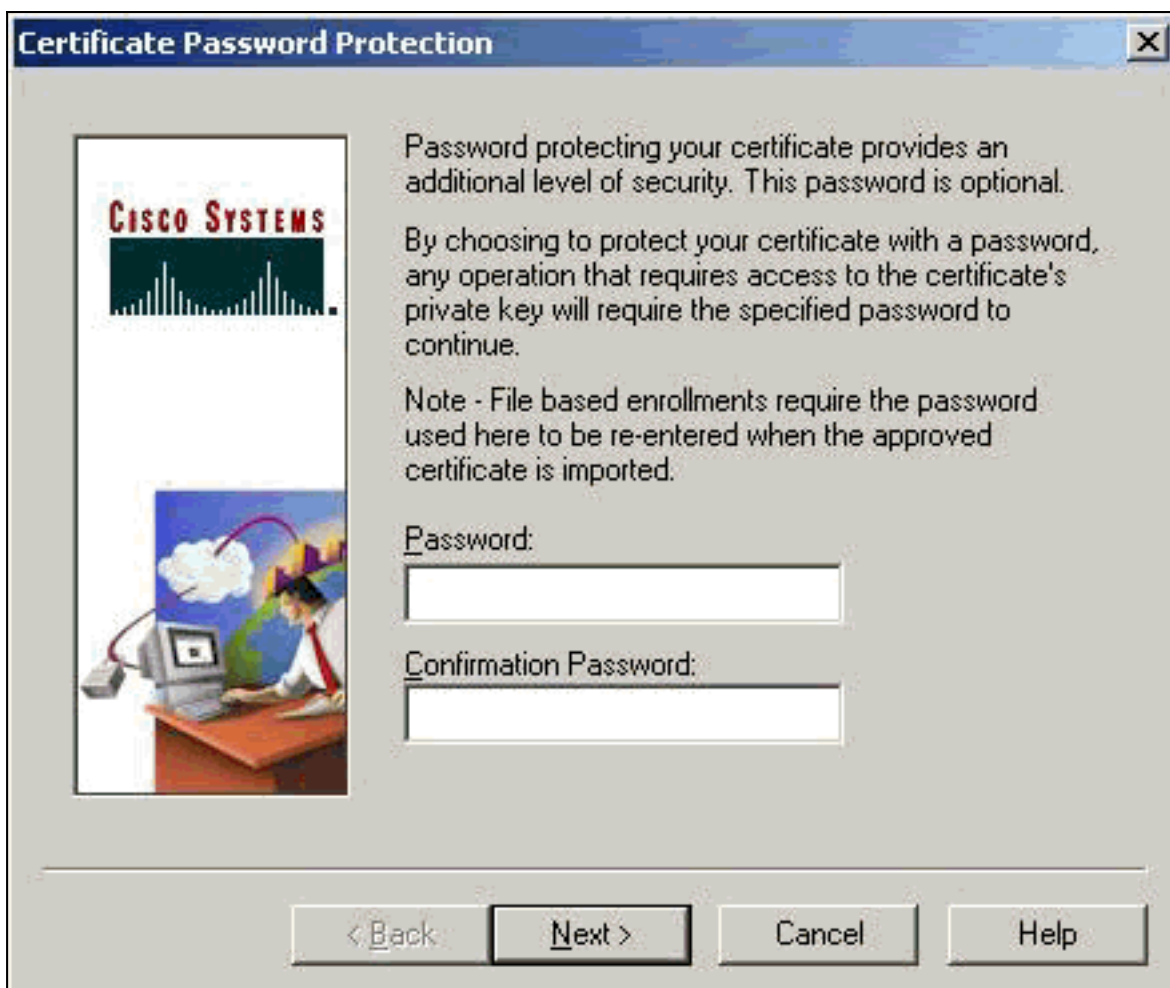 Certificate Password Protection
CISCO SYSTEMS
Password protecting your certificate provides an
additional level of security. This password is optional.
By choosing to protect your certificate with a password,
any operation that requires access to the certificate's
private key will require the specified password to
continue.
Note - File based enrollments require the password
used here to be re-entered when the approved
certificate is imported.
Password:
Confirmation Password:
< Back
Next >
Cancel
Help